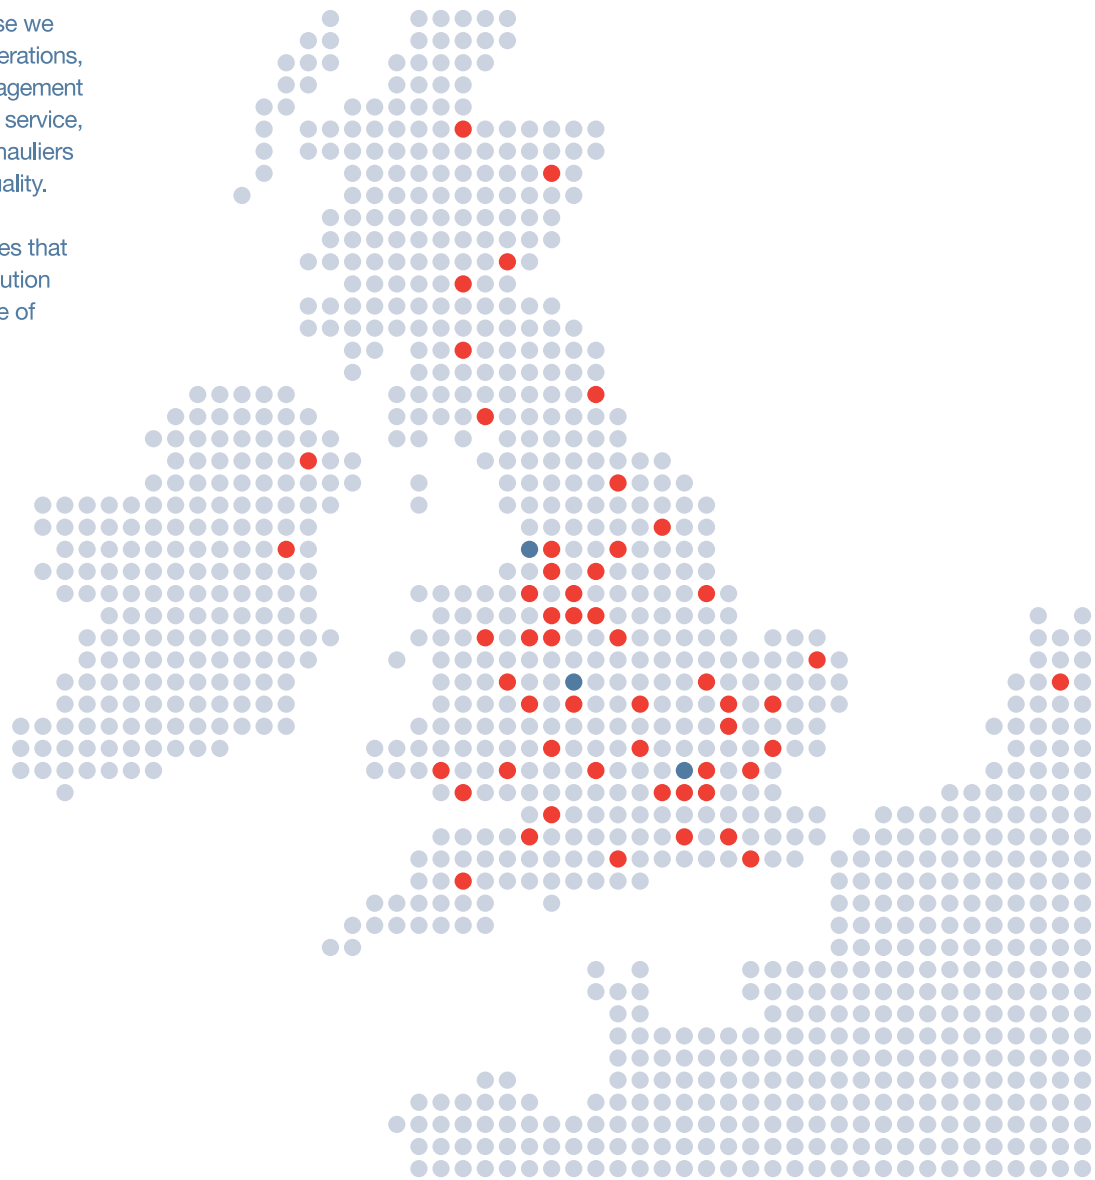 se we
erations,
agement
service,
hauliers
uality.
es that
ution
e of